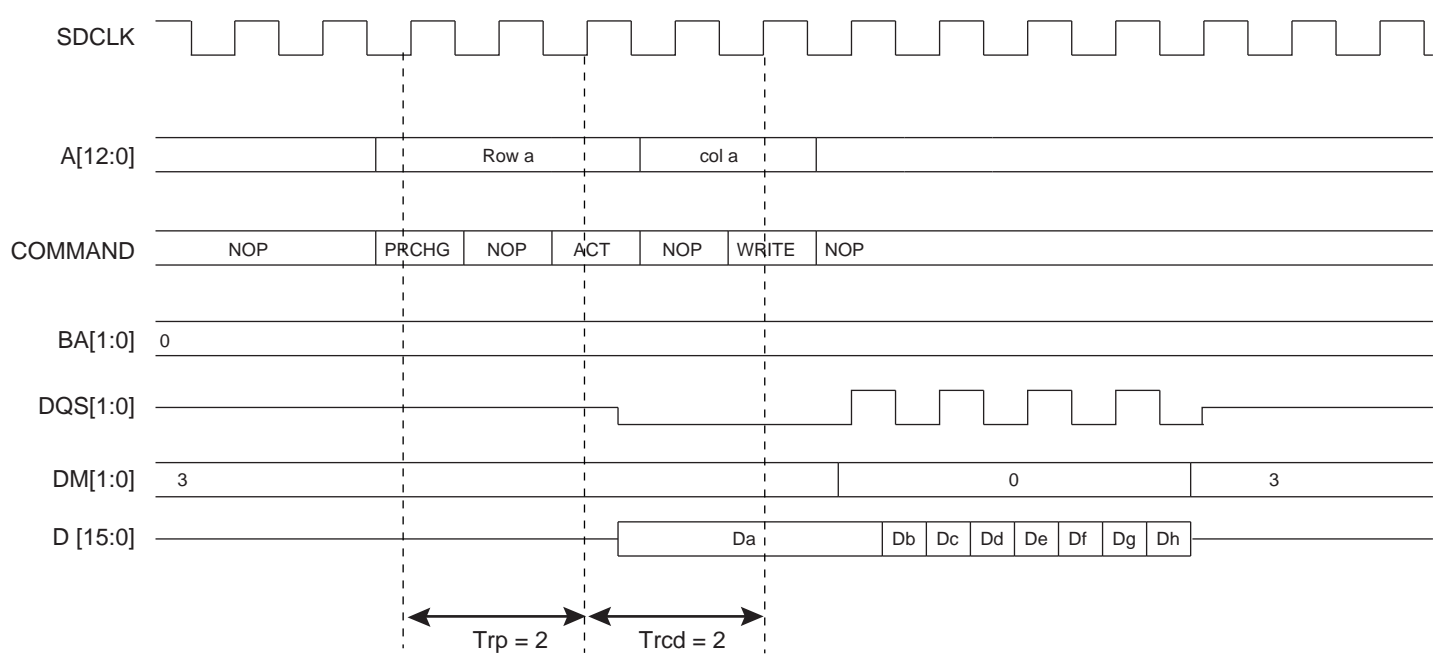 SDCLK
A[12:0] Row a col a
COMMAND NOP PRCHG NOP ACT NOP WRITE NOP
BA[1:0] 0
DQS[1:0]
DM[1:0] 3 0 3
D [15:0] Da Db Dc Dd De Df Dg Dh
Trp = 2 Trcd = 2